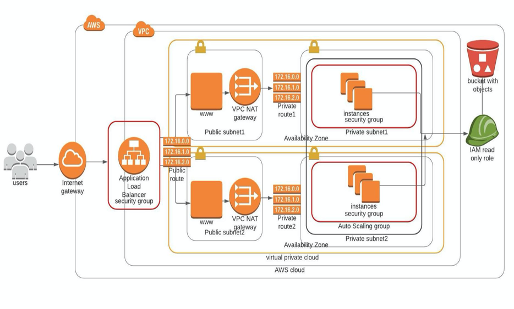 AWS
VPC
users
Internet
gateway
Application
Load
Balancer
security group
172.16.0.0
172.16.1.0
172.16.2.0
Public
route
www
VPC NAT
gateway
Public subnet1
172.16.0.0
172.16.1.0
172.16.2.0
Private
route1
instances
security group
Private subnet1
Availability Zone
www
VPC NAT
gateway
Public subnet2
172.16.0.0
172.16.1.0
172.16.2.0
Private
route2
instances
security group
Auto Scaling group
Private subnet2
Availability Zone
virtual private cloud
AWS cloud
bucket with
objects
IAM read
only role